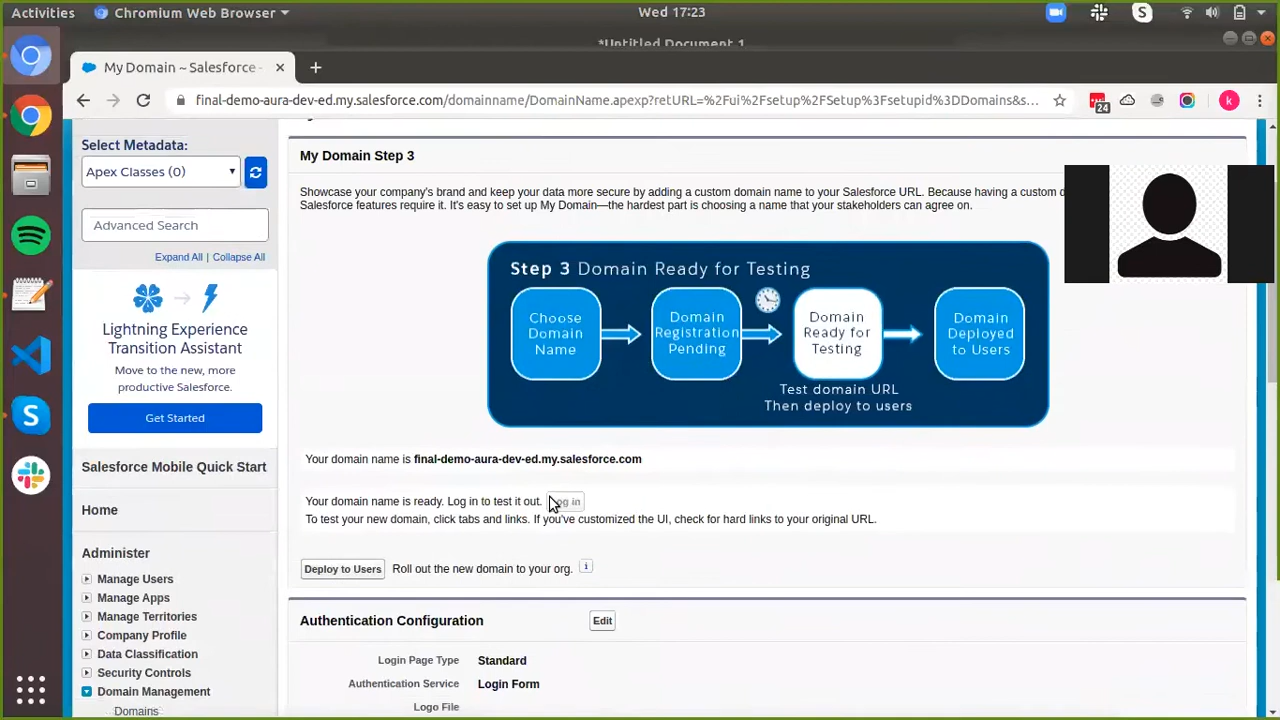 Activities
Chromium Web Browser
Wed 17:23
*Untitled Document 1
My Domain ~ Salesforce -
final-demo-aura-dev-ed.my.salesforce.com/domainname/DomainName.apexp?retURL=%2Fui%2Fsetup%2FSetup%3Fsetupid%3DDomains&s...
24
k
Select Metadata:
Apex Classes (0)
Advanced Search
Expand All | Collapse All
Lightning Experience
Transition Assistant
Move to the new, more
productive Salesforce.
Get Started
Salesforce Mobile Quick Start
Home
Administer
Manage Users
Manage Apps
Manage Territories
Company Profile
Data Classification
Security Controls
Domain Management
Domains
My Domain Step 3
Showcase your company's brand and keep your data more secure by adding a custom domain name to your Salesforce URL. Because having a custom d
Salesforce features require it. It's easy to set up My Domain—the hardest part is choosing a name that your stakeholders can agree on.
Step 3 Domain Ready for Testing
Choose
Domain
Name
Domain
Registration
Pending
Domain
Ready for
Testing
Domain
Deployed
to Users
Test domain URL
Then deploy to users
Your domain name is final-demo-aura-dev-ed.my.salesforce.com
Your domain name is ready. Log in to test it out. Log in
To test your new domain, click tabs and links. If you've customized the UI, check for hard links to your original URL.
Deploy to Users Roll out the new domain to your org. i
Authentication Configuration
Edit
Login Page Type Standard
Authentication Service Login Form
Logo File